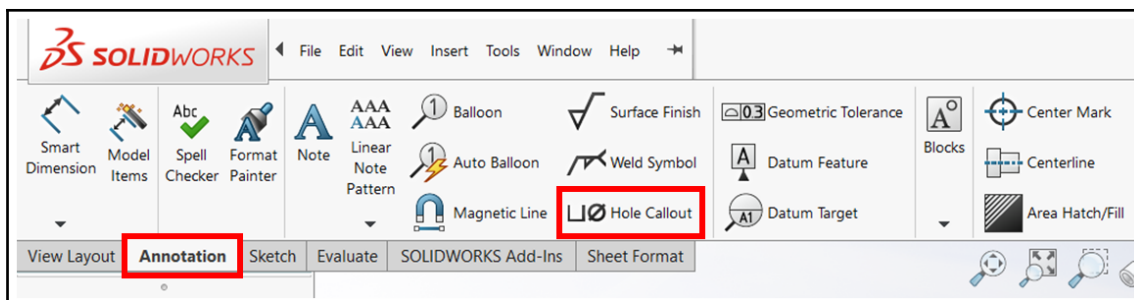 SOLIDWORKS
File Edit View Insert Tools Window Help
Smart
Dimension
Model
Items
Abc
Spell
Checker
Format
Painter
A
Note
AAA
AAA
Linear
Note
Pattern
1 Balloon
1 Auto Balloon
Magnetic Line
Surface Finish
Weld Symbol
⌴Ø Hole Callout
0.3 Geometric Tolerance
A Datum Feature
A1 Datum Target
A
Blocks
Center Mark
Centerline
Area Hatch/Fill
View Layout Annotation Sketch Evaluate SOLIDWORKS Add-Ins Sheet Format